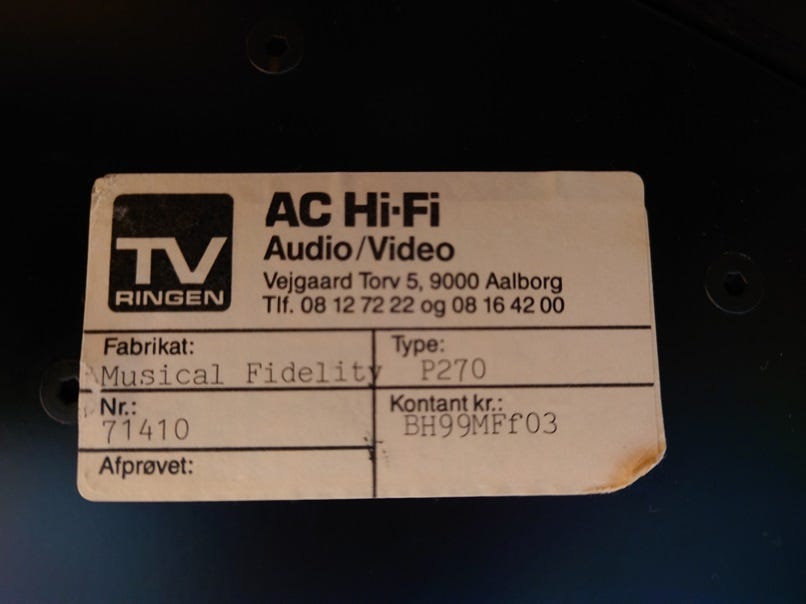 TV
RINGEN
AC Hi-Fi
Audio/Video
Vejgaard Torv 5, 9000 Aalborg
Tlf. 08 12 72 22 og 08 16 42 00
Fabrikat:
Musical Fidelity
Type:
P270
Nr.:
71410
Kontant kr.:
BH99MFf03
Afprøvet: